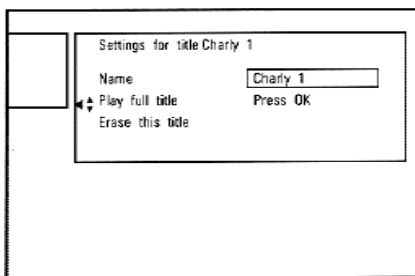 Settings for title Charly 1
Name Charly 1
Play full title Press OK
Erase this title